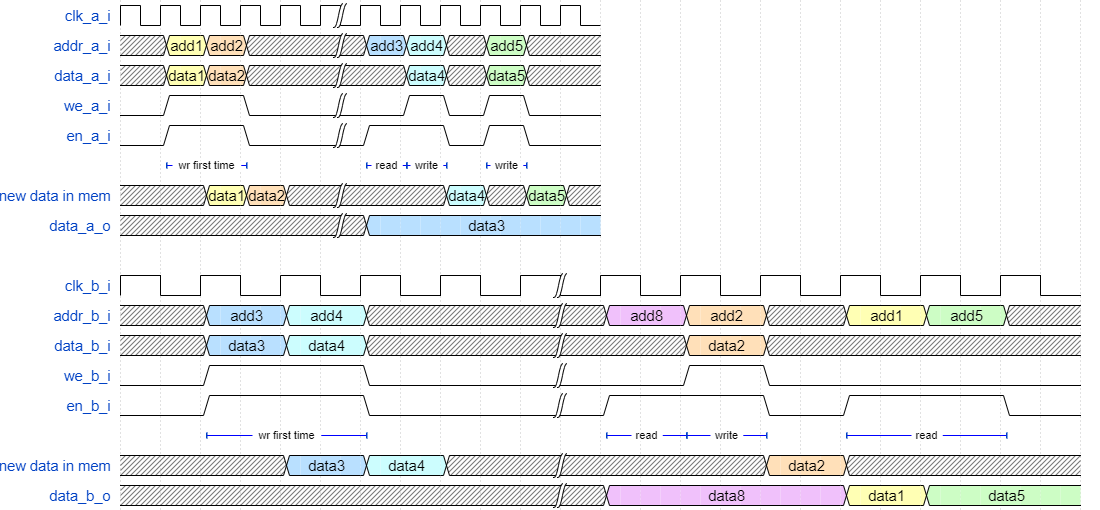 clk_a_i
addr_a_i add1 add2 add3 add4 add5
data_a_i data1 data2 data4 data5
we_a_i
en_a_i
wr first time read write write
new data in mem data1 data2 data4 data5
data_a_o data3
clk_b_i
addr_b_i add3 add4 add8 add2 add1 add5
data_b_i data3 data4 data2
we_b_i
en_b_i
wr first time read write read
new data in mem data3 data4 data2
data_b_o data8 data1 data5